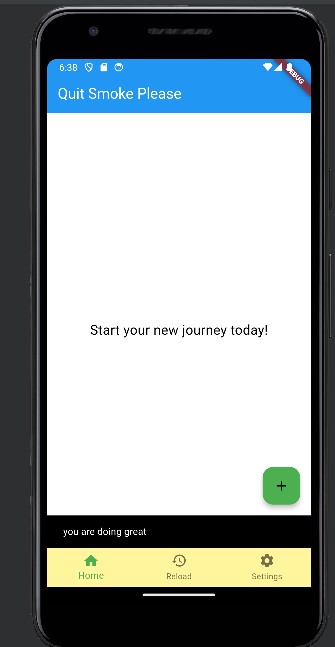 6:38
DEBUG
Quit Smoke Please
Start your new journey today!
+
you are doing great
Home
Reload
Settings